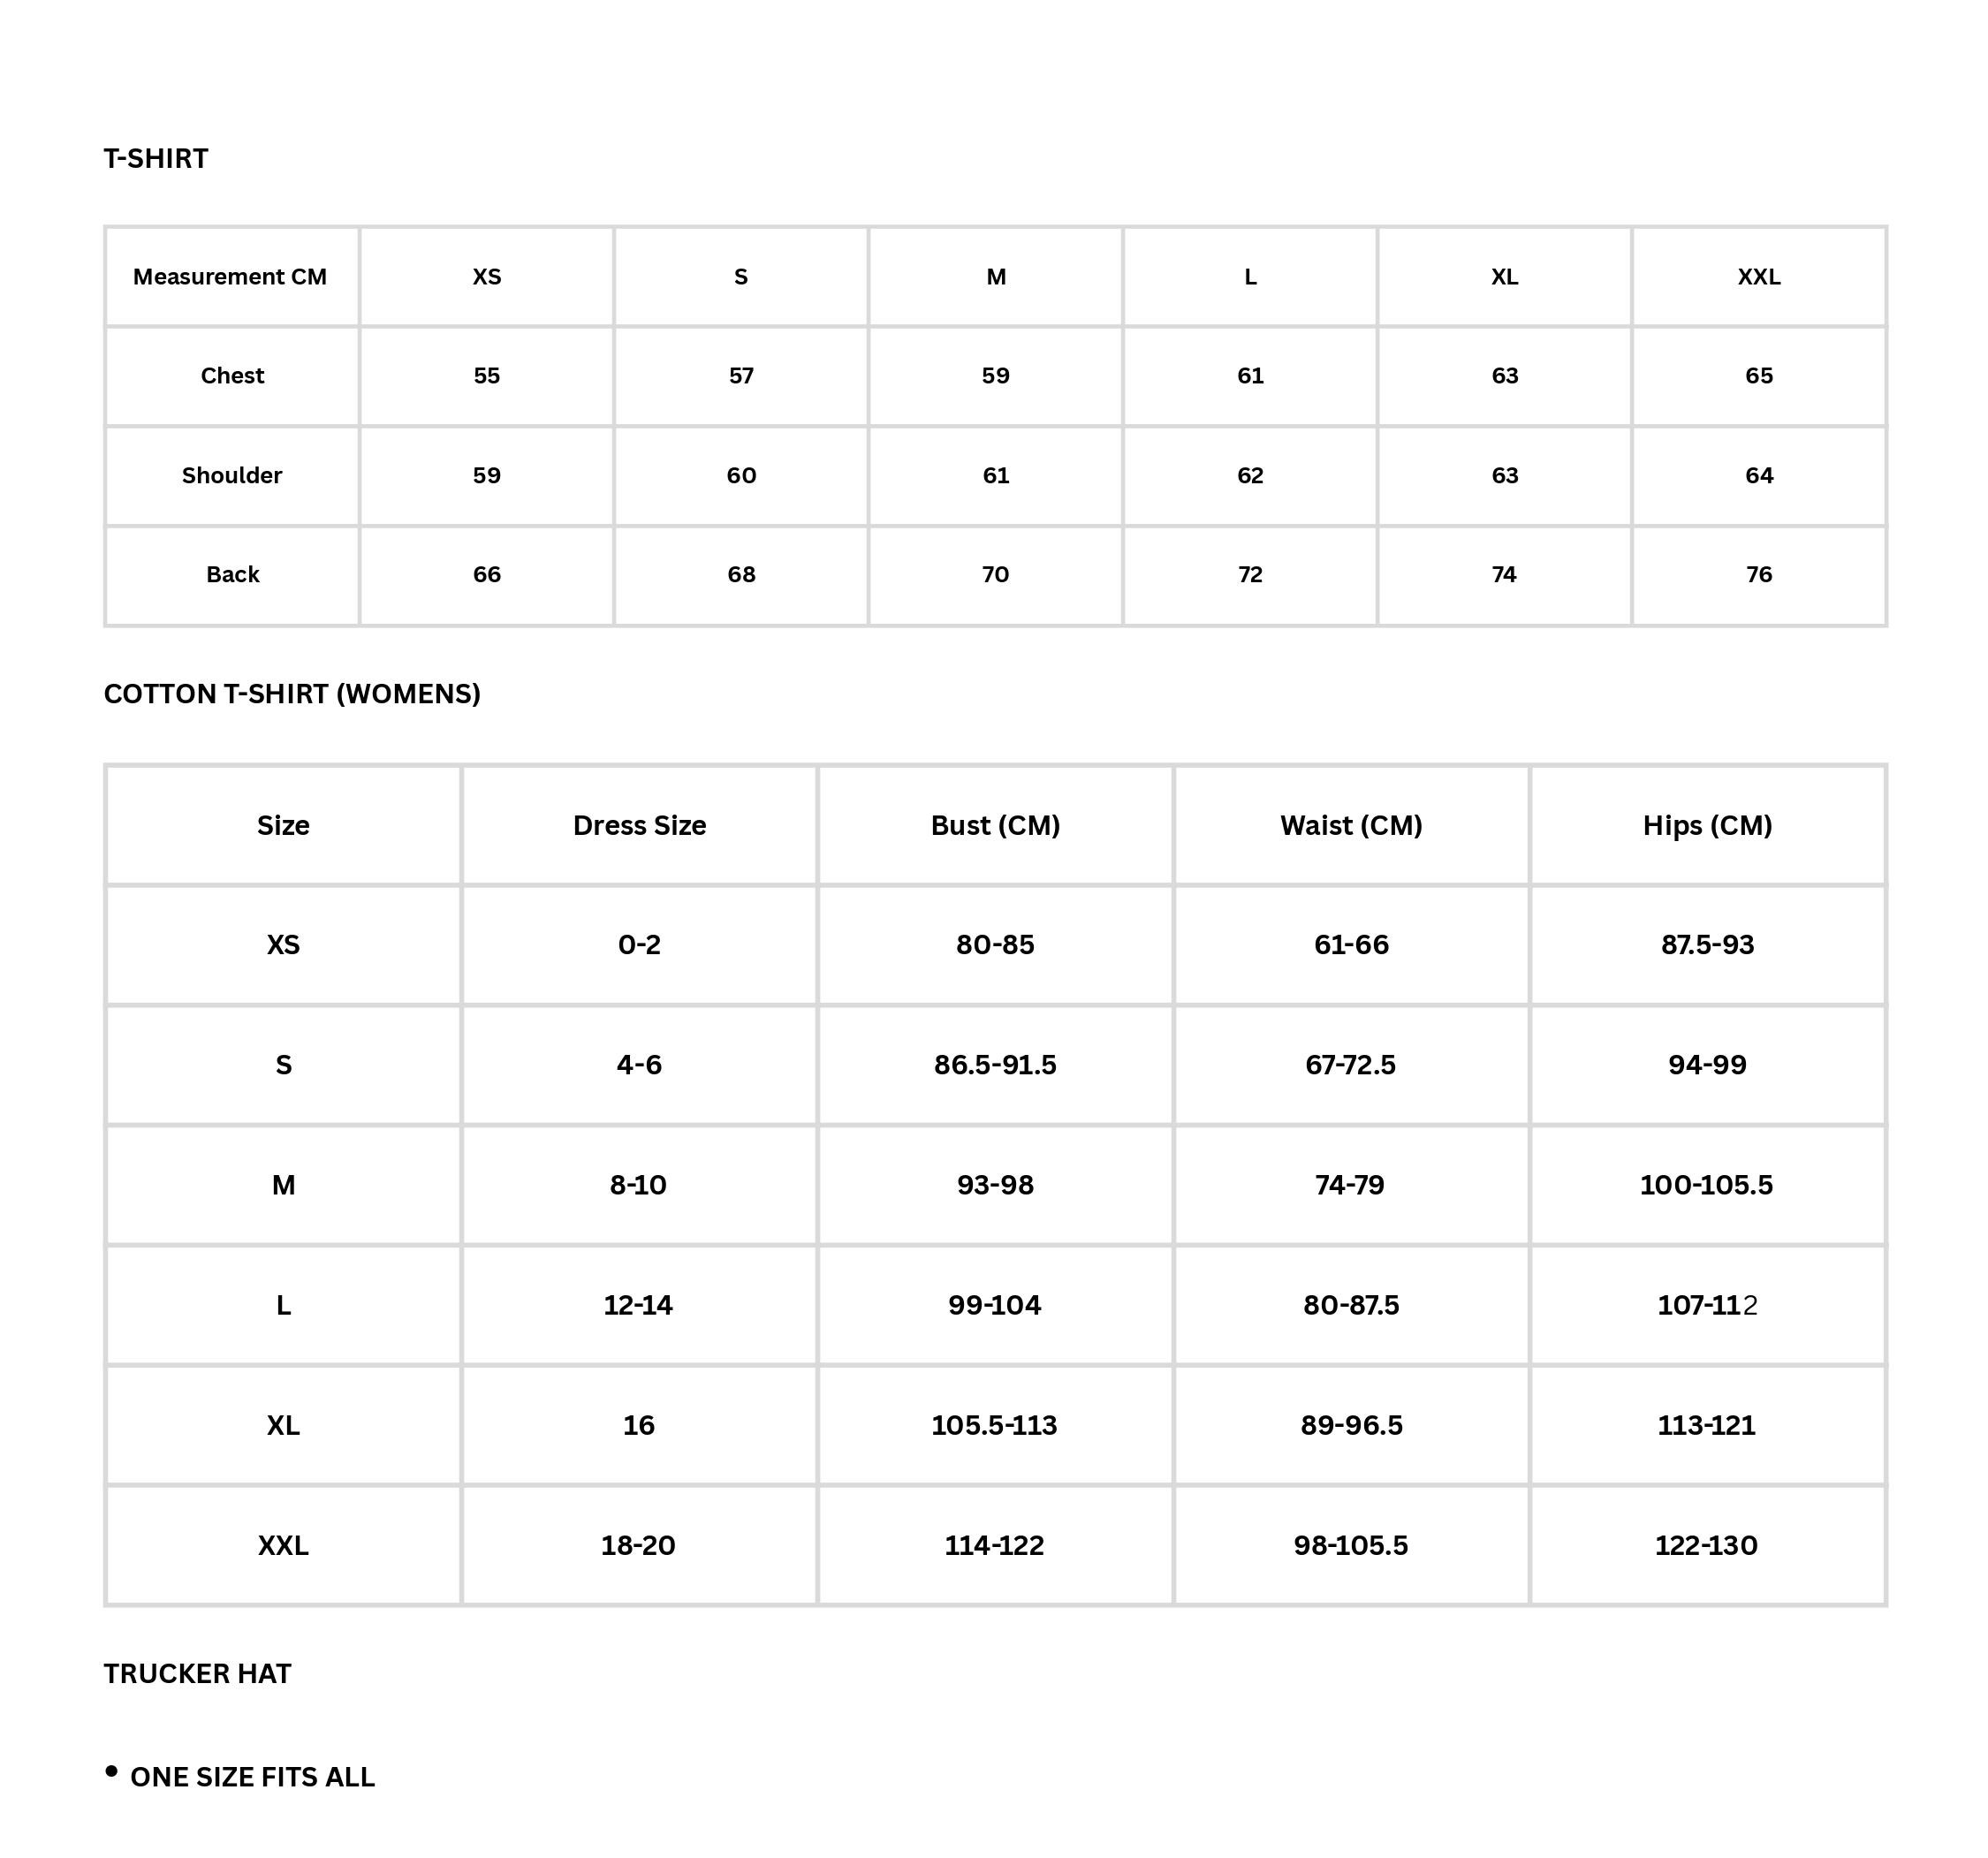 T-SHIRT
Measurement CM XS S M L XL XXL
Chest 55 57 59 61 63 65
Shoulder 59 60 61 62 63 64
Back 66 68 70 72 74 76
COTTON T-SHIRT (WOMENS)
Size Dress Size Bust (CM) Waist (CM) Hips (CM)
XS 0-2 80-85 61-66 87.5-93
S 4-6 86.5-91.5 67-72.5 94-99
M 8-10 93-98 74-79 100-105.5
L 12-14 99-104 80-87.5 107-112
XL 16 105.5-113 89-96.5 113-121
XXL 18-20 114-122 98-105.5 122-130
TRUCKER HAT
• ONE SIZE FITS ALL